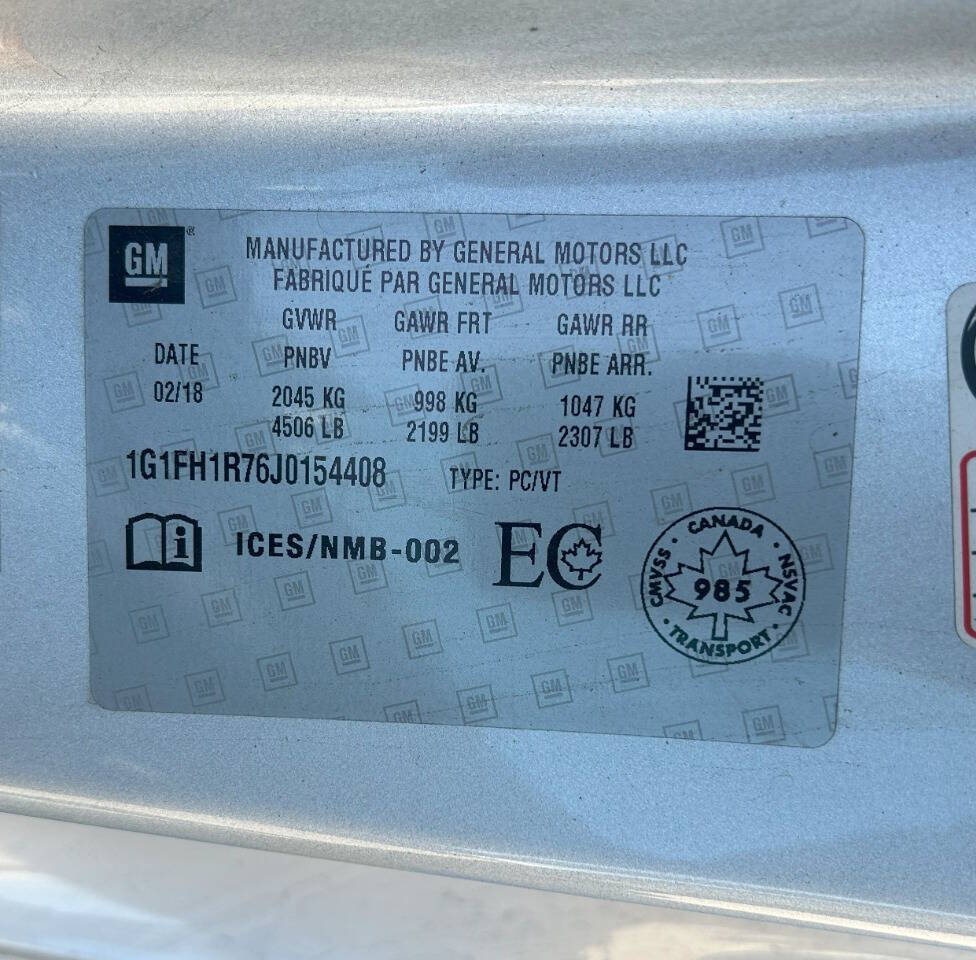 GM
MANUFACTURED BY GENERAL MOTORS LLC
FABRIQUÉ PAR GENERAL MOTORS LLC
GVWR GAWR FRT GAWR RR
DATE PNBV PNBE AV. PNBE ARR.
02/18 2045 KG 998 KG 1047 KG
4506 LB 2199 LB 2307 LB
1G1FH1R76J0154408 TYPE: PC/VT
ICES/NMB-002 EC
CANADA
CMVSS 985 NSVAC
TRANSPORT